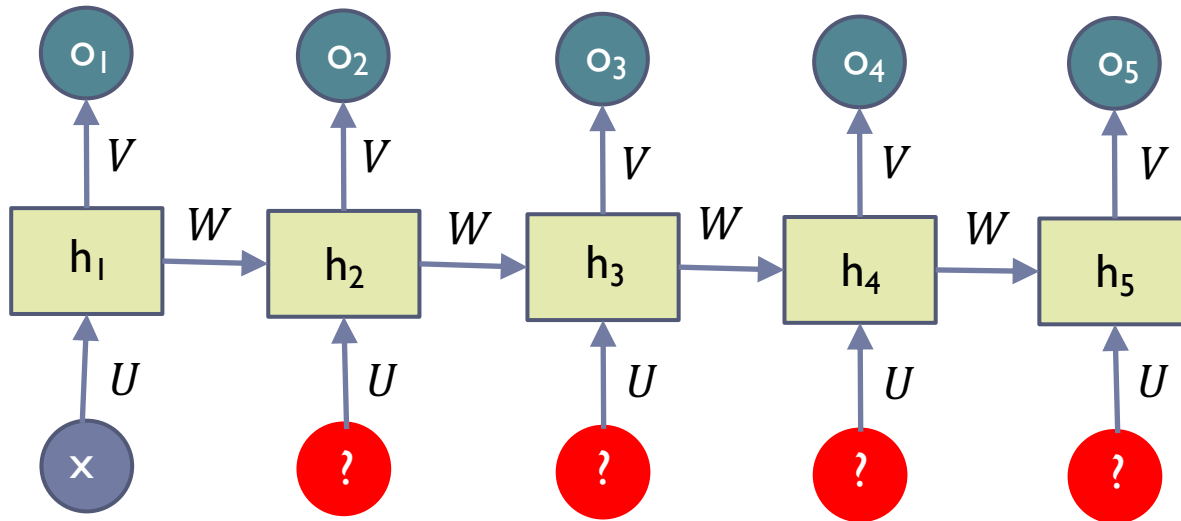 o₁ o₂ o₃ o₄ o₅
V V V V V
W W W W
h₁ h₂ h₃ h₄ h₅
U U U U U
x ? ? ? ?